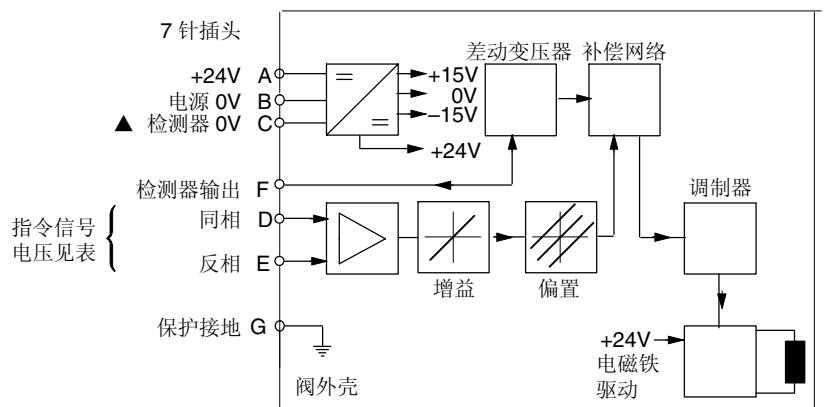 7 针插头
差动变压器 补偿网络
+24V A
+15V
电源 0V B
0V
▲ 检测器 0V C
–15V
+24V
检测器输出 F
调制器
指令信号
电压见表
同相 D
反相 E
增益
偏置
保护接地 G
+24V
电磁铁
驱动
阀外壳